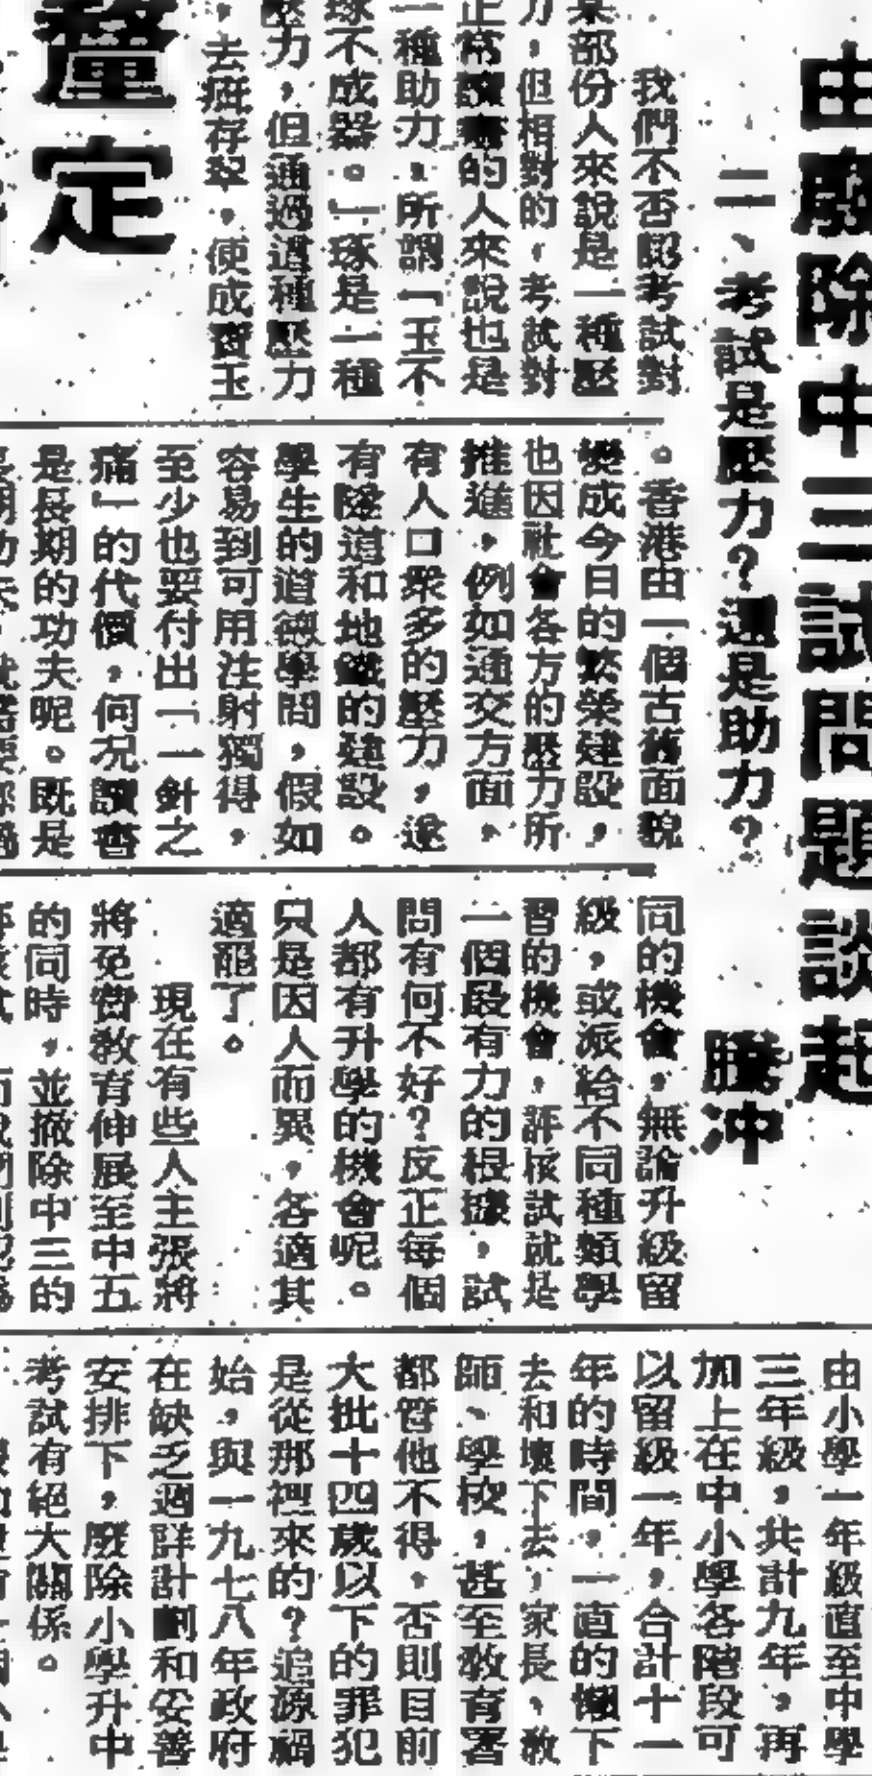 由廢除中三試問題談起
二、考試是壓力？還是助力？
騰冲
我們不否認考試對
某部份人來說是一種壓
力，但相對的，考試對
正常讀書的人來說也是
一種助力，所謂「玉不
琢不成器。」琢是一種
壓力，但通過這種壓力
，去疵存瑕，使成寶玉
釐定
。香港由一個古舊面貌
變成今日的繁榮建設，
也因社會各方的壓力所
推進，例如通交方面，
有人口衆多的壓力，遂
有隧道和地鐵的建設。
學生的道德學問，假如
容易到可用注射獨得，
至少也要付出「一針之
痛」的代價，何况讀書
是長期的功夫呢。既是
同的機會，無論升級留
級，或派給不同種類學
習的機會，評核試就是
一個最有力的根據，試
問有何不好？反正每個
人都有升學的機會呢。
只是因人而異，各適其
適罷了。
現在有些人主張將
將免費教育伸展至中五
的同時，並撤除中三的
由小學一年級直至中學
三年級，共計九年，再
加上在中小學各階段可
以留級一年，合計十一
年的時間，一直的懶下
去和壞下去，家長、敎
師、學校，甚至敎育署
都管他不得，否則目前
大批十四歲以下的罪犯
是從那裡來的？追源禍
始，與一九七八年政府
在缺乏週詳計劃和妥善
安排下，廢除小學升中
考試有絕大關係。